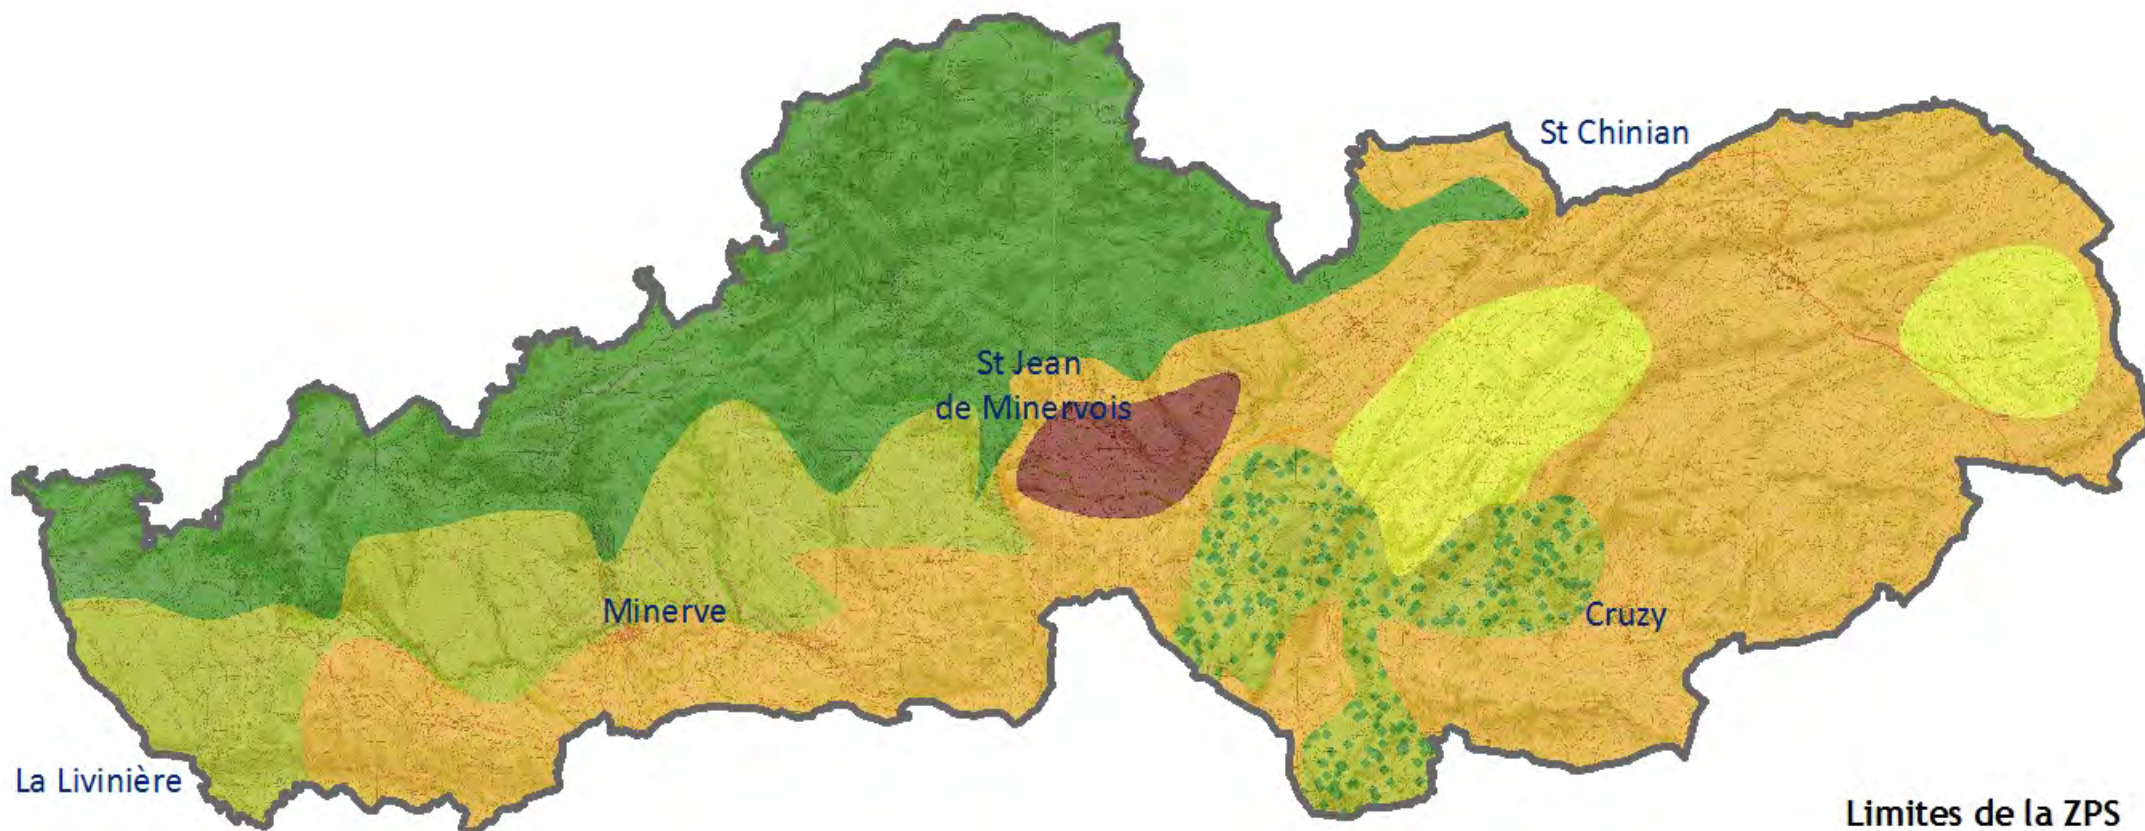 St Chinian
St Jean
de Minervois
Minerve
Cruzy
La Livinière
Limites de la ZPS